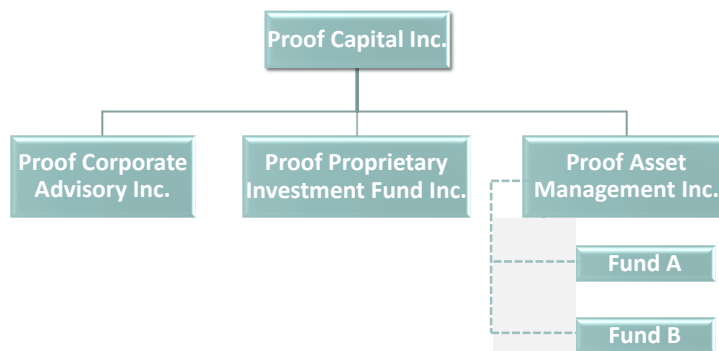 Proof Capital Inc.
Proof Corporate
Advisory Inc.
Proof Proprietary
Investment Fund Inc.
Proof Asset
Management Inc.
Fund A
Fund B